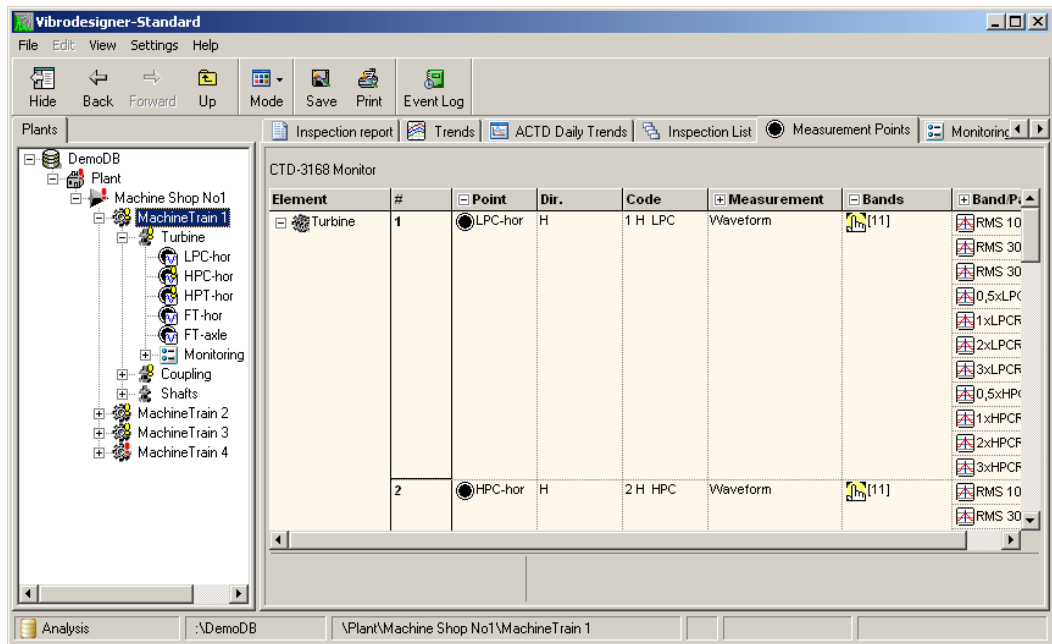 Vibrodesigner-Standard
File Edit View Settings Help
Hide Back Forward Up Mode Save Print Event Log
Plants
Inspection report Trends ACTD Daily Trends Inspection List Measurement Points Monitoring
DemoDB
Plant
Machine Shop No1
MachineTrain 1
Turbine
LPC-hor
HPC-hor
HPT-hor
FT-hor
FT-axle
Monitoring
Coupling
Shafts
MachineTrain 2
MachineTrain 3
MachineTrain 4
CTD-3168 Monitor
Element # Point Dir. Code Measurement Bands Band/Pa
Turbine 1 LPC-hor H 1 H LPC Waveform [11] RMS 10
RMS 30
RMS 30
0,5xLPC
1xLPCR
2xLPCR
3xLPCR
0,5xHPC
1xHPCR
2xHPCR
3xHPCR
2 HPC-hor H 2 H HPC Waveform [11] RMS 10
RMS 30
Analysis :\DemoDB \Plant\Machine Shop No1\MachineTrain 1